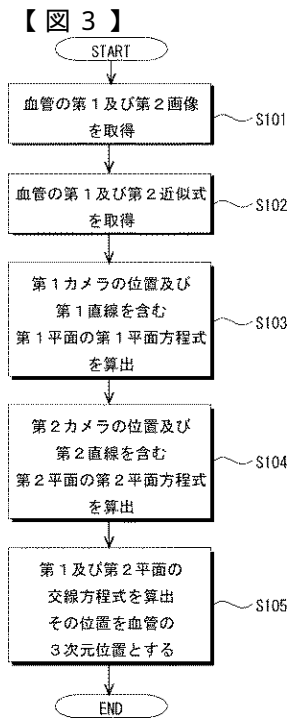 【図３】
START
血管の第１及び第２画像
を取得
S101
血管の第１及び第２近似式
を取得
S102
第１カメラの位置及び
第１直線を含む
第１平面の第１平面方程式
を算出
S103
第２カメラの位置及び
第２直線を含む
第２平面の第２平面方程式
を算出
S104
第１及び第２平面の
交線方程式を算出
その位置を血管の
３次元位置とする
S105
END